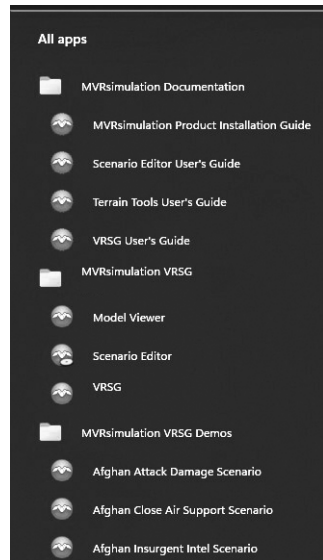 All apps
MVRsimulation Documentation
MVRsimulation Product Installation Guide
Scenario Editor User's Guide
Terrain Tools User's Guide
VRSG User's Guide
MVRsimulation VRSG
Model Viewer
Scenario Editor
VRSG
MVRsimulation VRSG Demos
Afghan Attack Damage Scenario
Afghan Close Air Support Scenario
Afghan Insurgent Intel Scenario